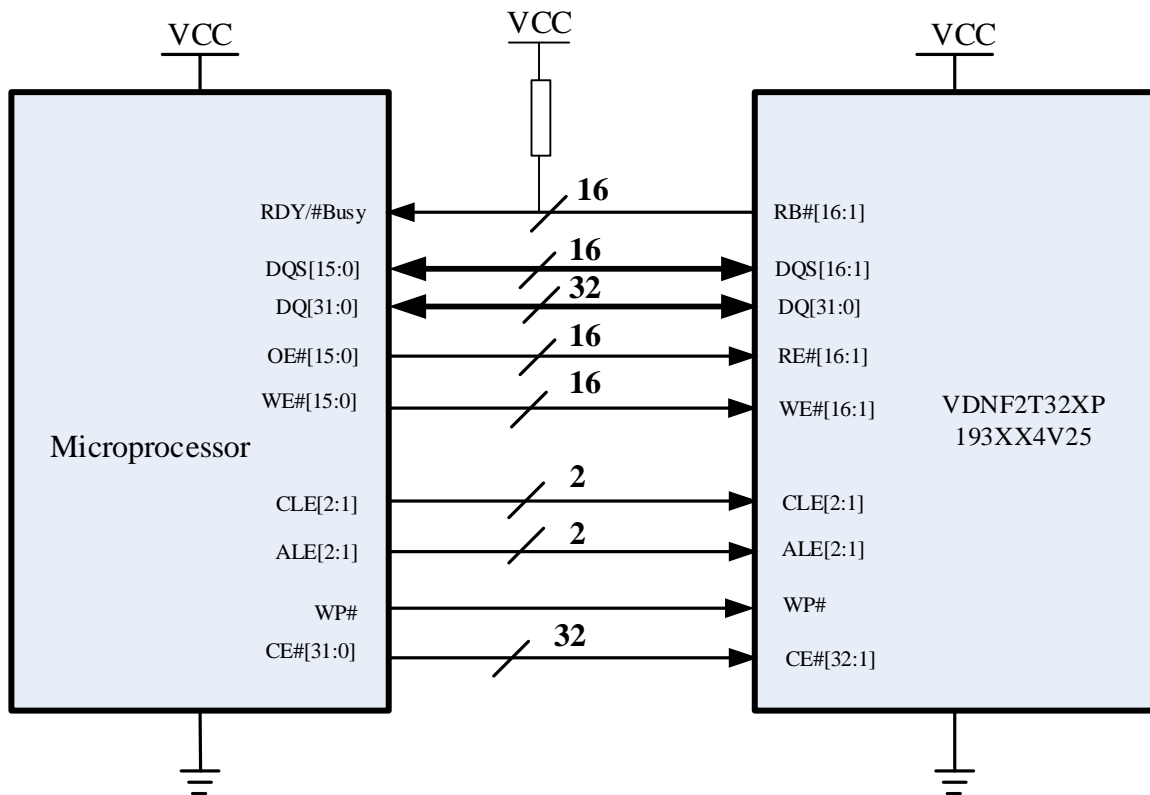 VCC
VCC
VCC
RDY/#Busy
16
RB#[16:1]
DQS[15:0]
16
DQS[16:1]
DQ[31:0]
32
DQ[31:0]
OE#[15:0]
16
RE#[16:1]
WE#[15:0]
16
WE#[16:1]
Microprocessor
VDNF2T32XP
193XX4V25
CLE[2:1]
2
CLE[2:1]
ALE[2:1]
2
ALE[2:1]
WP#
WP#
CE#[31:0]
32
CE#[32:1]